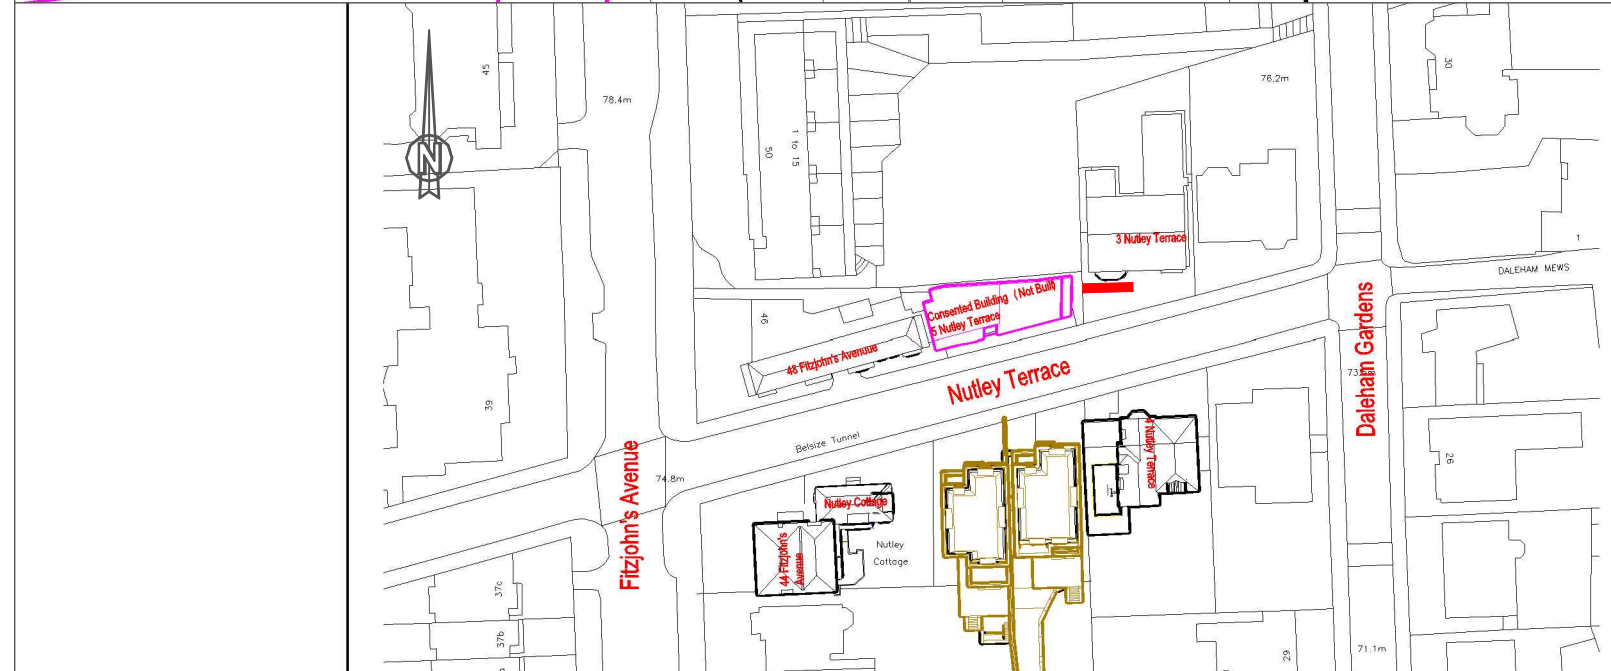 45
78.4m
N
1 to 15
50
76.2m
30
3 Nutley Terrace
1
DALEHAM MEWS
Consented Building (Not Built)
5 Nutley Terrace
46
48 Fitzjohn's Avenuue
Nutley Terrace
Daleham Gardens
39
Belsize Tunnel
Fitzjohn's Avenue
74.8m
4 Nutley Terrace
26
Nutley Cottage
44 Fitzjohn's
Avenue
Nutley
Cottage
37c
37b
29
71.1m